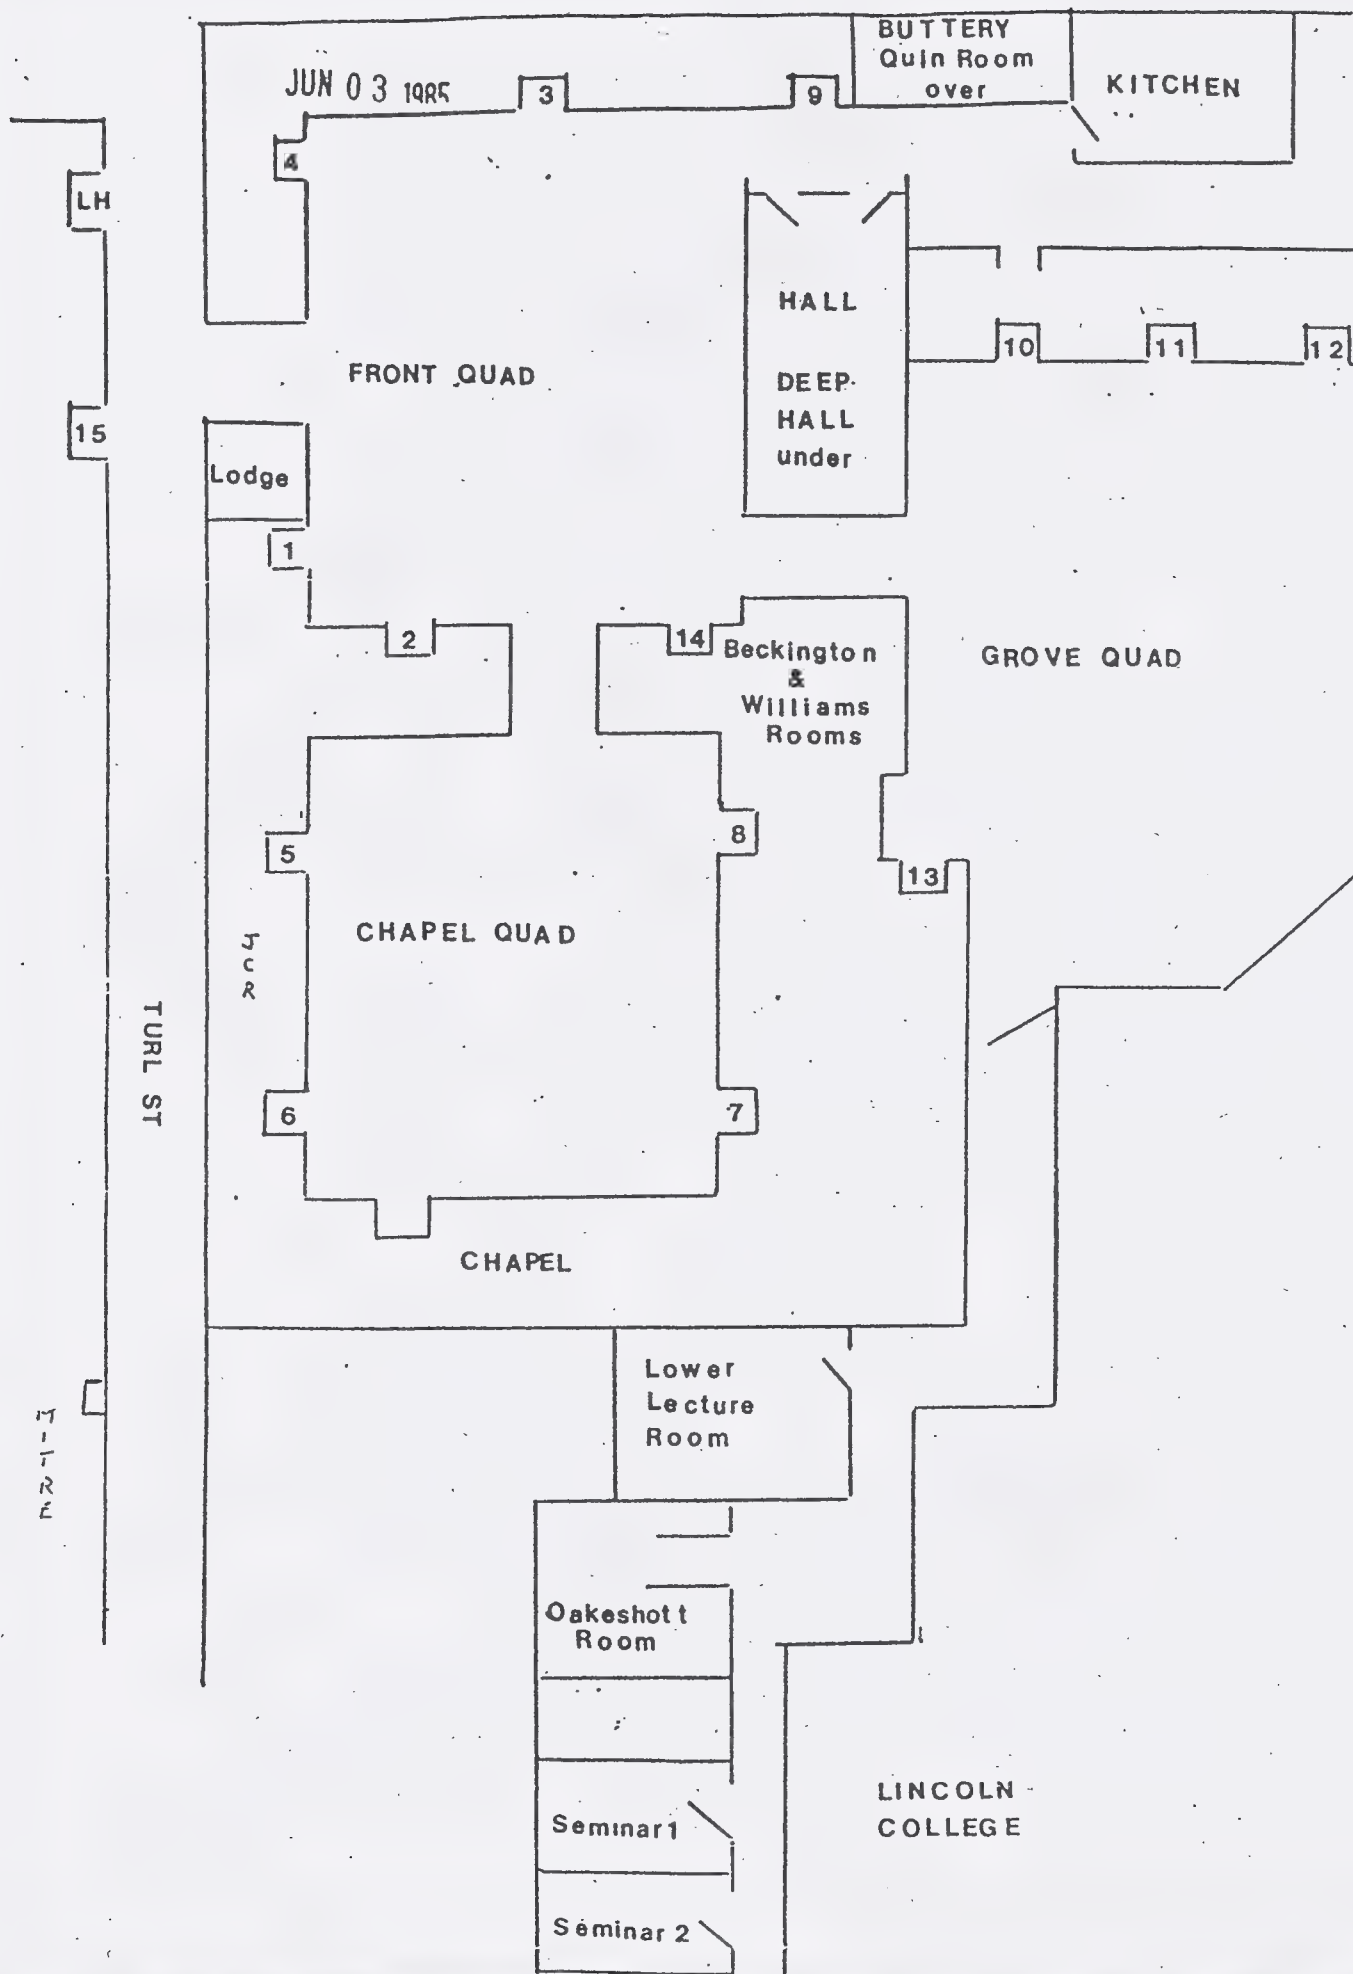 BUTTERY
Quin Room
over
KITCHEN
JUN 03 1985
3
9
4
LH
HALL
10
11
12
FRONT QUAD
DEEP
HALL
under
15
Lodge
1
2
14
Beckington
&
Williams
Rooms
GROVE QUAD
8
5
13
CHAPEL QUAD
JCR
TURL ST
6
7
CHAPEL
Lower
Lecture
Room
MITRE
Oakeshott
Room
LINCOLN
COLLEGE
Seminar 1
Seminar 2